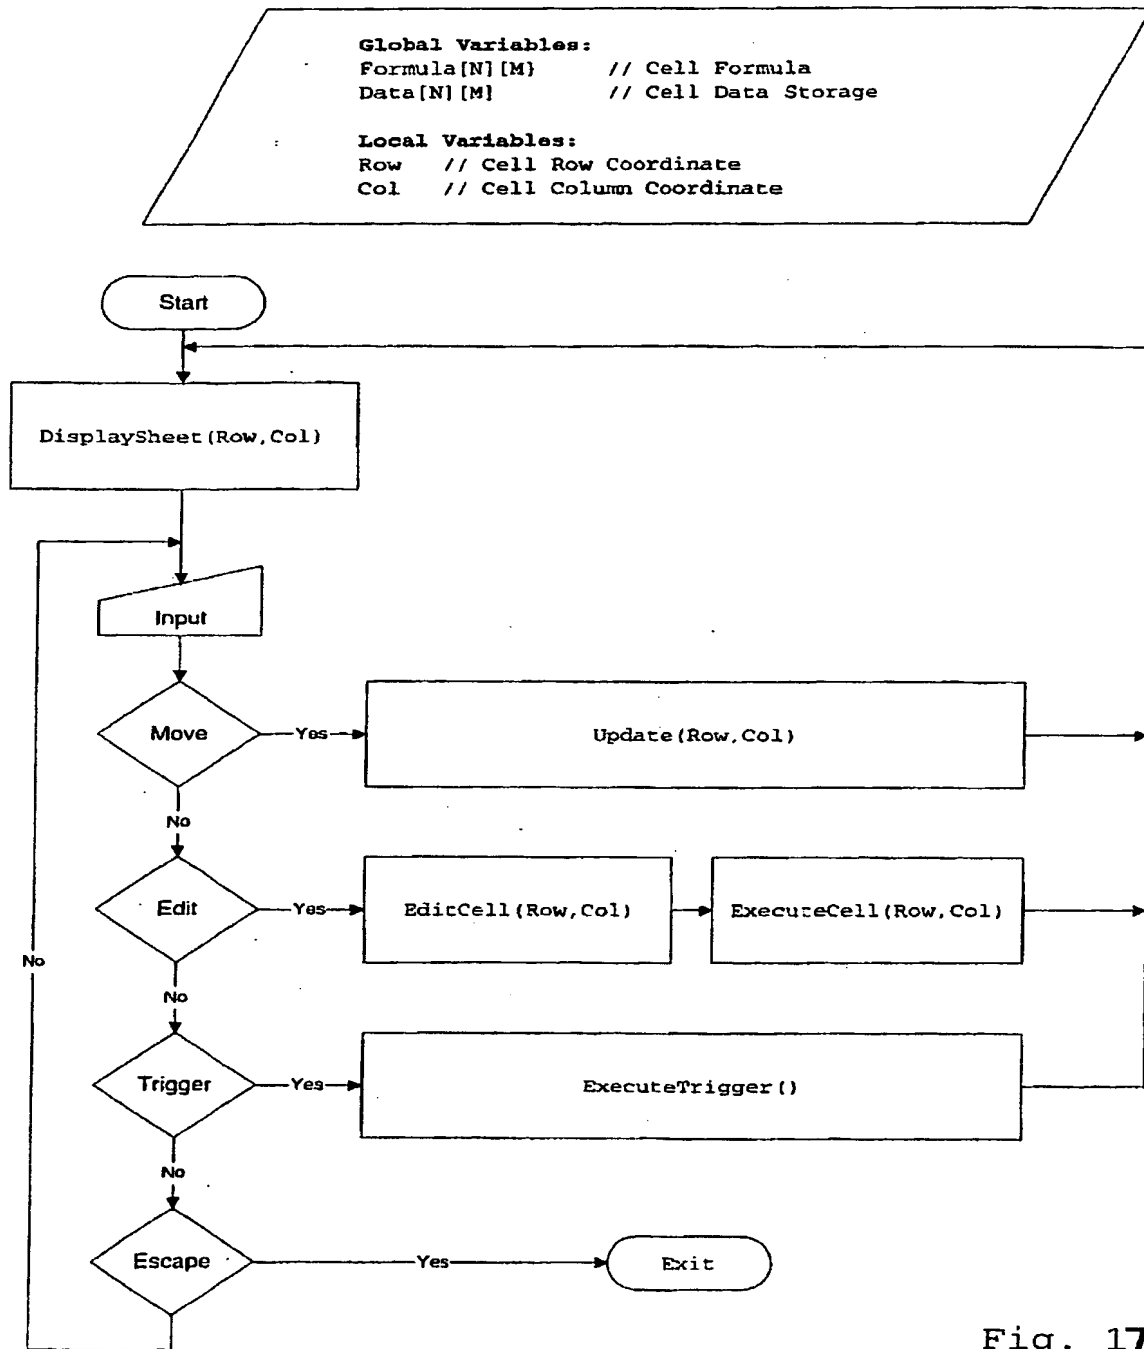 Global Variables:
Formula[N][M} // Cell Formula
Data[N][M] // Cell Data Storage
Local Variables:
Row // Cell Row Coordinate
Col // Cell Column Coordinate
Start
DisplaySheet(Row,Col)
Input
Move
Yes
Update(Row,Col)
No
Edit
Yes
EditCell(Row,Col)
ExecuteCell(Row,Col)
No
No
Trigger
Yes
ExecuteTrigger()
No
Escape
Yes
Exit
Fig. 17